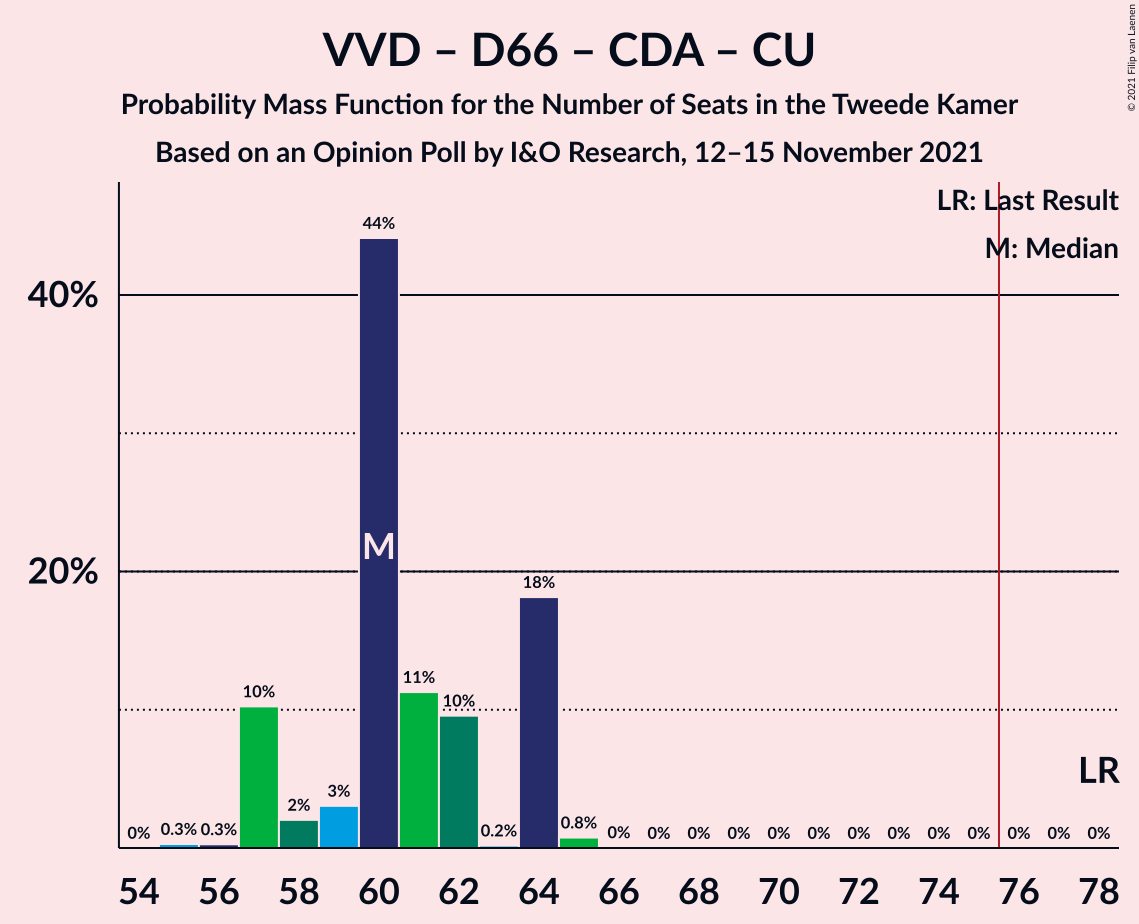 VVD – D66 – CDA – CU
Probability Mass Function for the Number of Seats in the Tweede Kamer
Based on an Opinion Poll by I&O Research, 12–15 November 2021
© 2021 Filip van Laenen
LR: Last Result
M: Median
40%
20%
44%
M
18%
10%
11%
10%
2%
3%
0%
0.3%
0.3%
0.2%
0.8%
0% 0% 0% 0% 0% 0% 0% 0% 0% 0% 0% 0% 0%
LR
54 56 58 60 62 64 66 68 70 72 74 76 78